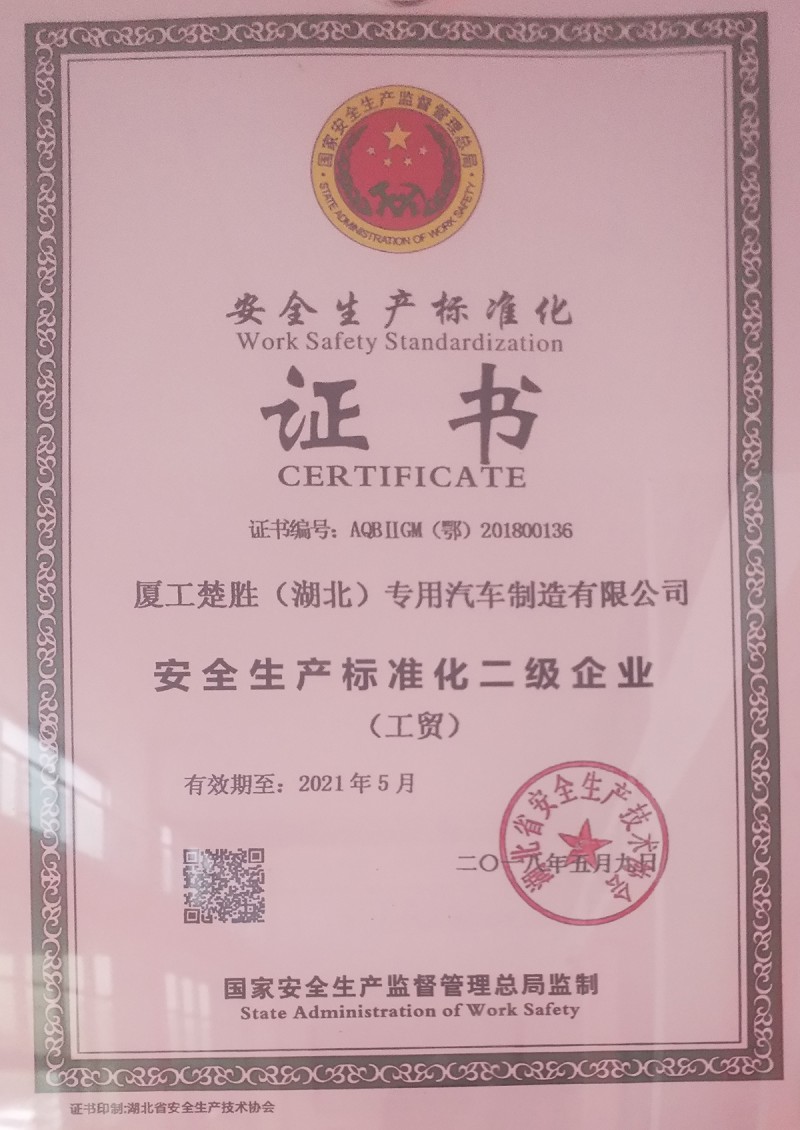 国家安全生产监督管理总局
STATE ADMINISTRATION OF WORK SAFETY
安全生产标准化
Work Safety Standardization
证书
CERTIFICATE
证书编号：AQBⅡGM（鄂）201800136
厦工楚胜（湖北）专用汽车制造有限公司
安全生产标准化二级企业
（工贸）
有效期至：2021年5月
湖北省安全生产技术协会
二〇一八年五月九日
国家安全生产监督管理总局监制
State Administration of Work Safety
证书印制:湖北省安全生产技术协会